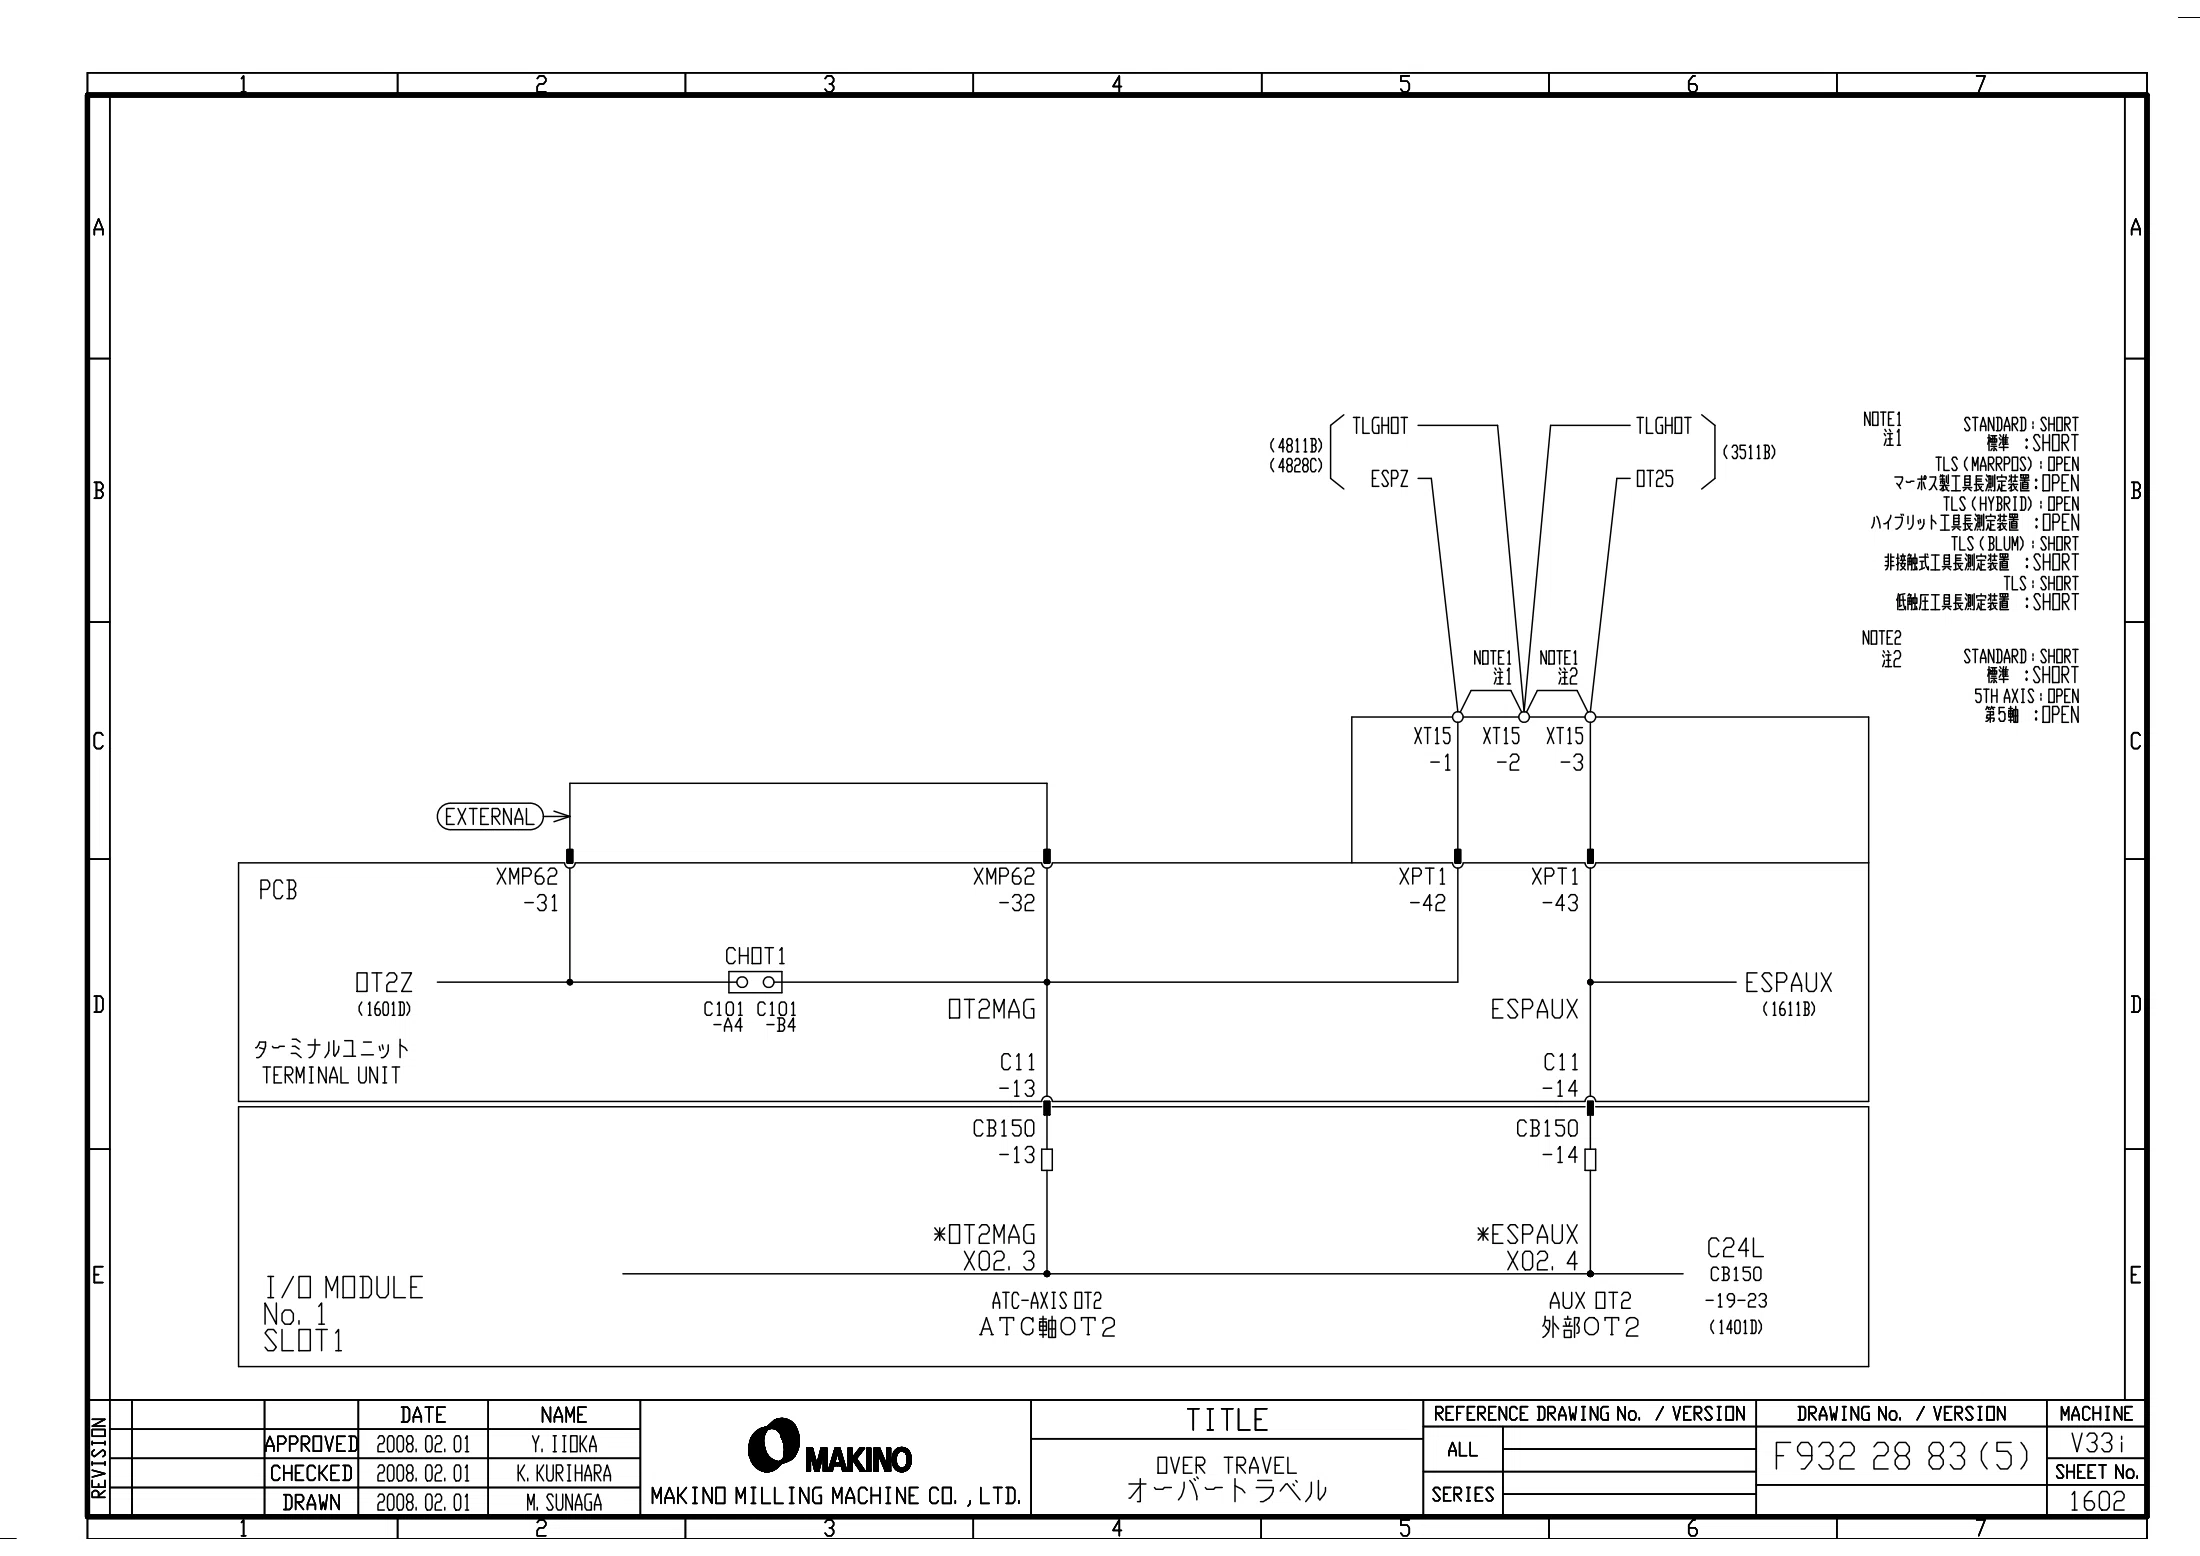 1 2 3 4 5 6 7
A A
B B
C C
D D
E E
TLGHOT
ESPZ
(4811B)
(4828C)
TLGHOT
OT25
(3511B)
NOTE1
注1
STANDARD:SHORT
標準 :SHORT
TLS(MARRPOS):OPEN
マーポス製工具長測定装置:OPEN
TLS(HYBRID):OPEN
ハイブリット工具長測定装置 :OPEN
TLS(BLUM):SHORT
非接触式工具長測定装置 :SHORT
TLS:SHORT
低触圧工具長測定装置 :SHORT
NOTE2
注2
STANDARD:SHORT
標準 :SHORT
5TH AXIS:OPEN
第5軸 :OPEN
NOTE1
注1
NOTE1
注2
XT15
-1
XT15
-2
XT15
-3
EXTERNAL
PCB
XMP62
-31
XMP62
-32
XPT1
-42
XPT1
-43
CHOT1
C101
-A4
C101
-B4
OT2Z
(1601D)
OT2MAG
ESPAUX
ESPAUX
(1611B)
ターミナルユニット
TERMINAL UNIT
C11
-13
C11
-14
CB150
-13
CB150
-14
*OT2MAG
X02.3
*ESPAUX
X02.4
C24L
CB150
-19-23
(1401D)
I/O MODULE
No.1
SLOT1
ATC-AXIS OT2
ATC軸OT2
AUX OT2
外部OT2
REVISION
DATE NAME
APPROVED 2008.02.01 Y.IIOKA
CHECKED 2008.02.01 K.KURIHARA
DRAWN 2008.02.01 M.SUNAGA
MAKINO
MAKINO MILLING MACHINE CO.,LTD.
TITLE
OVER TRAVEL
オーバートラベル
REFERENCE DRAWING No. / VERSION
ALL
SERIES
DRAWING No. / VERSION
F932 28 83(5)
MACHINE
V33i
SHEET No.
1602
1 2 3 4 5 6 7